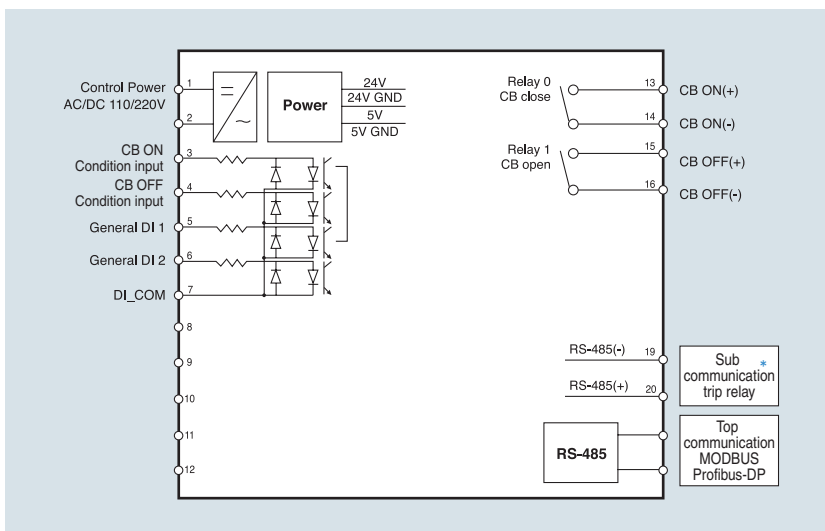 Control Power
AC/DC 110/220V
1
2
Power
24V
24V GND
5V
5V GND
CB ON
Condition input
3
CB OFF
Condition input
4
General DI 1
5
General DI 2
6
DI_COM
7
8
9
10
11
12
Relay 0
CB close
13
CB ON(+)
14
CB ON(-)
Relay 1
CB open
15
CB OFF(+)
16
CB OFF(-)
RS-485(-)
19
RS-485(+)
20
Sub *
communication
trip relay
RS-485
Top
communication
MODBUS
Profibus-DP